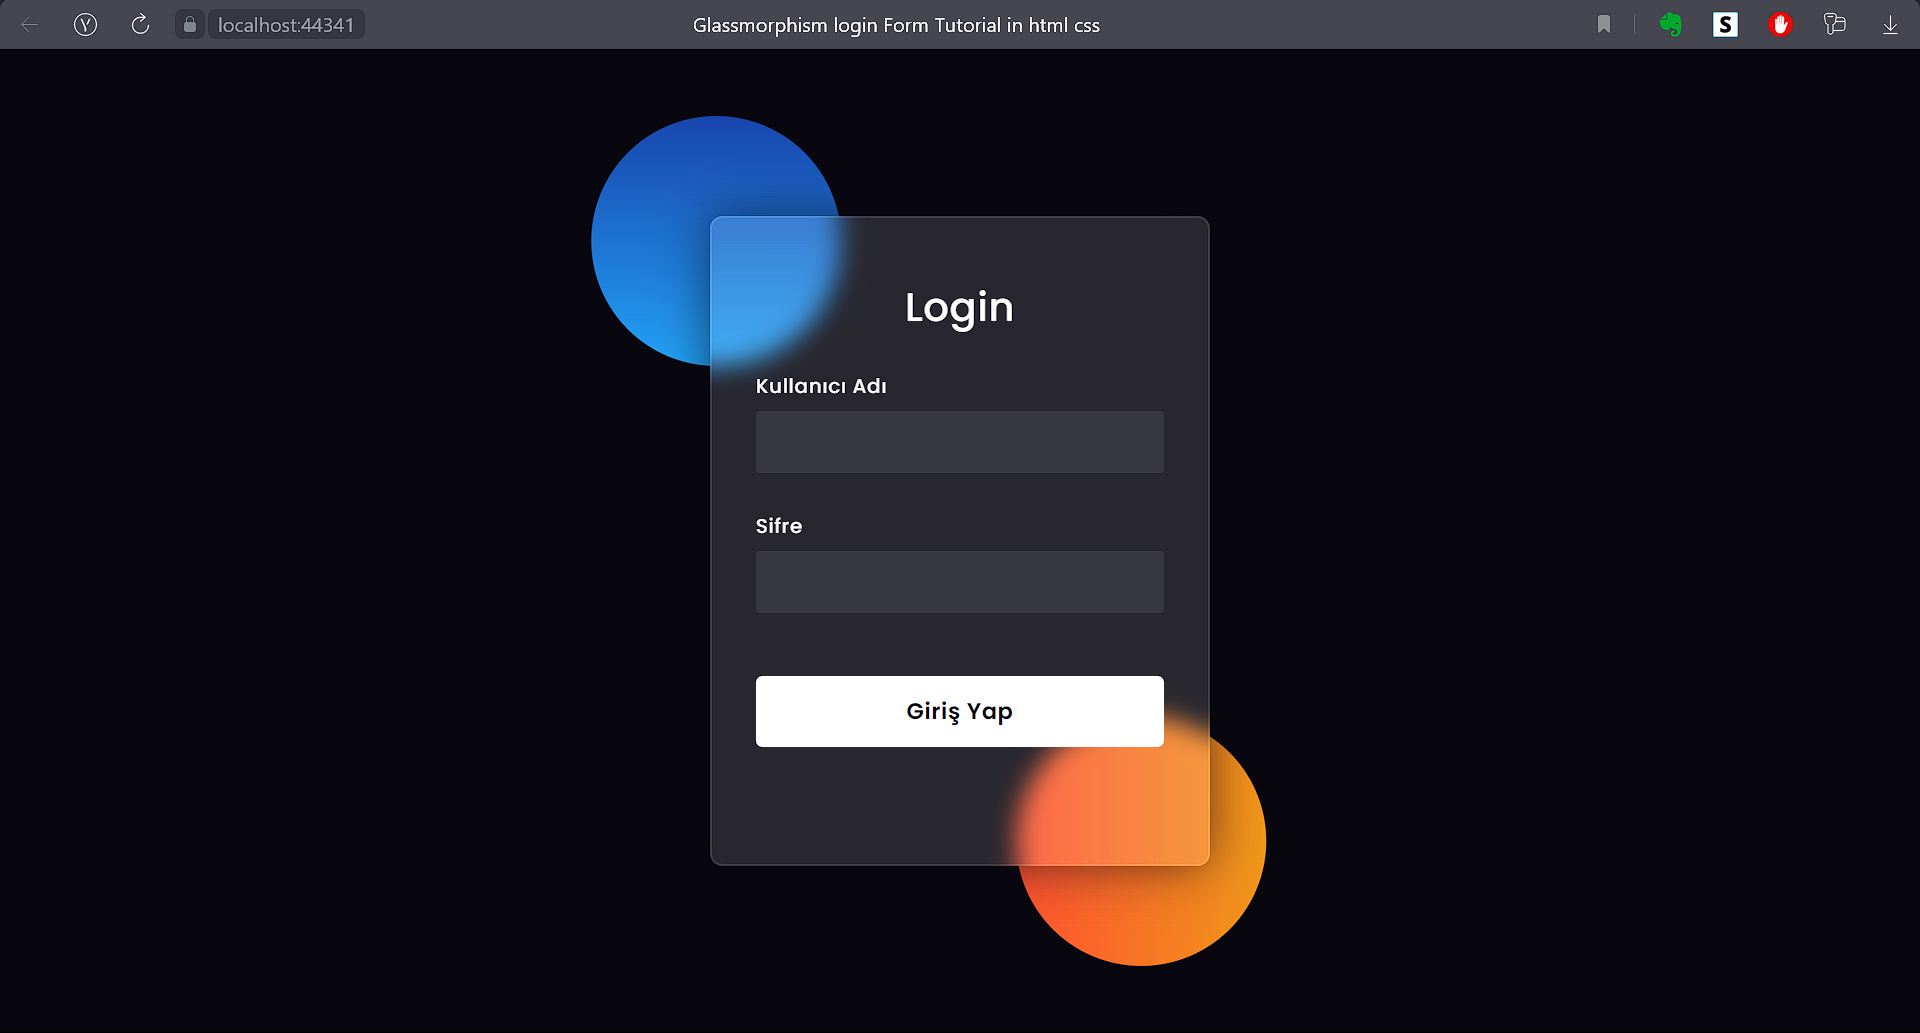 localhost:44341
Glassmorphism login Form Tutorial in html css
S
Login
Kullanıcı Adı
Sifre
Giriş Yap